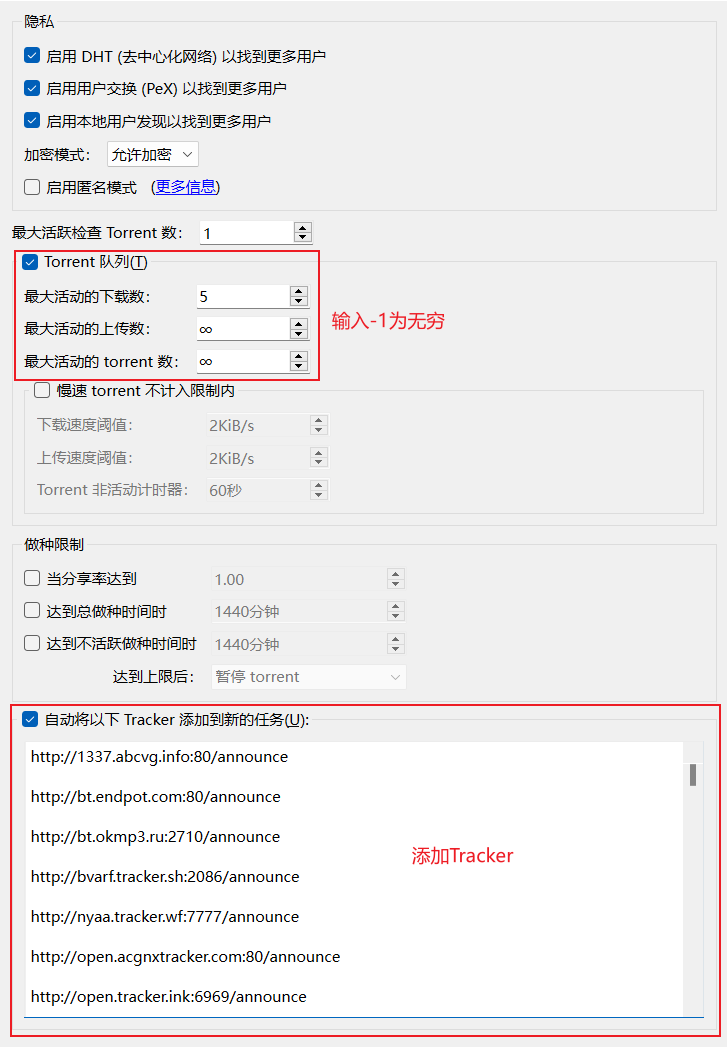 隐私
启用 DHT (去中心化网络) 以找到更多用户
启用用户交换 (PeX) 以找到更多用户
启用本地用户发现以找到更多用户
加密模式： 允许加密
启用匿名模式 (更多信息)
最大活跃检查 Torrent 数： 1
Torrent 队列(T)
最大活动的下载数： 5
最大活动的上传数： ∞
输入-1为无穷
最大活动的 torrent 数： ∞
慢速 torrent 不计入限制内
下载速度阈值： 2KiB/s
上传速度阈值： 2KiB/s
Torrent 非活动计时器： 60秒
做种限制
当分享率达到 1.00
达到总做种时间时 1440分钟
达到不活跃做种时间时 1440分钟
达到上限后： 暂停 torrent
自动将以下 Tracker 添加到新的任务(U):
http://1337.abcvg.info:80/announce
http://bt.endpot.com:80/announce
http://bt.okmp3.ru:2710/announce
添加Tracker
http://bvarf.tracker.sh:2086/announce
http://nyaa.tracker.wf:7777/announce
http://open.acgnxtracker.com:80/announce
http://open.tracker.ink:6969/announce